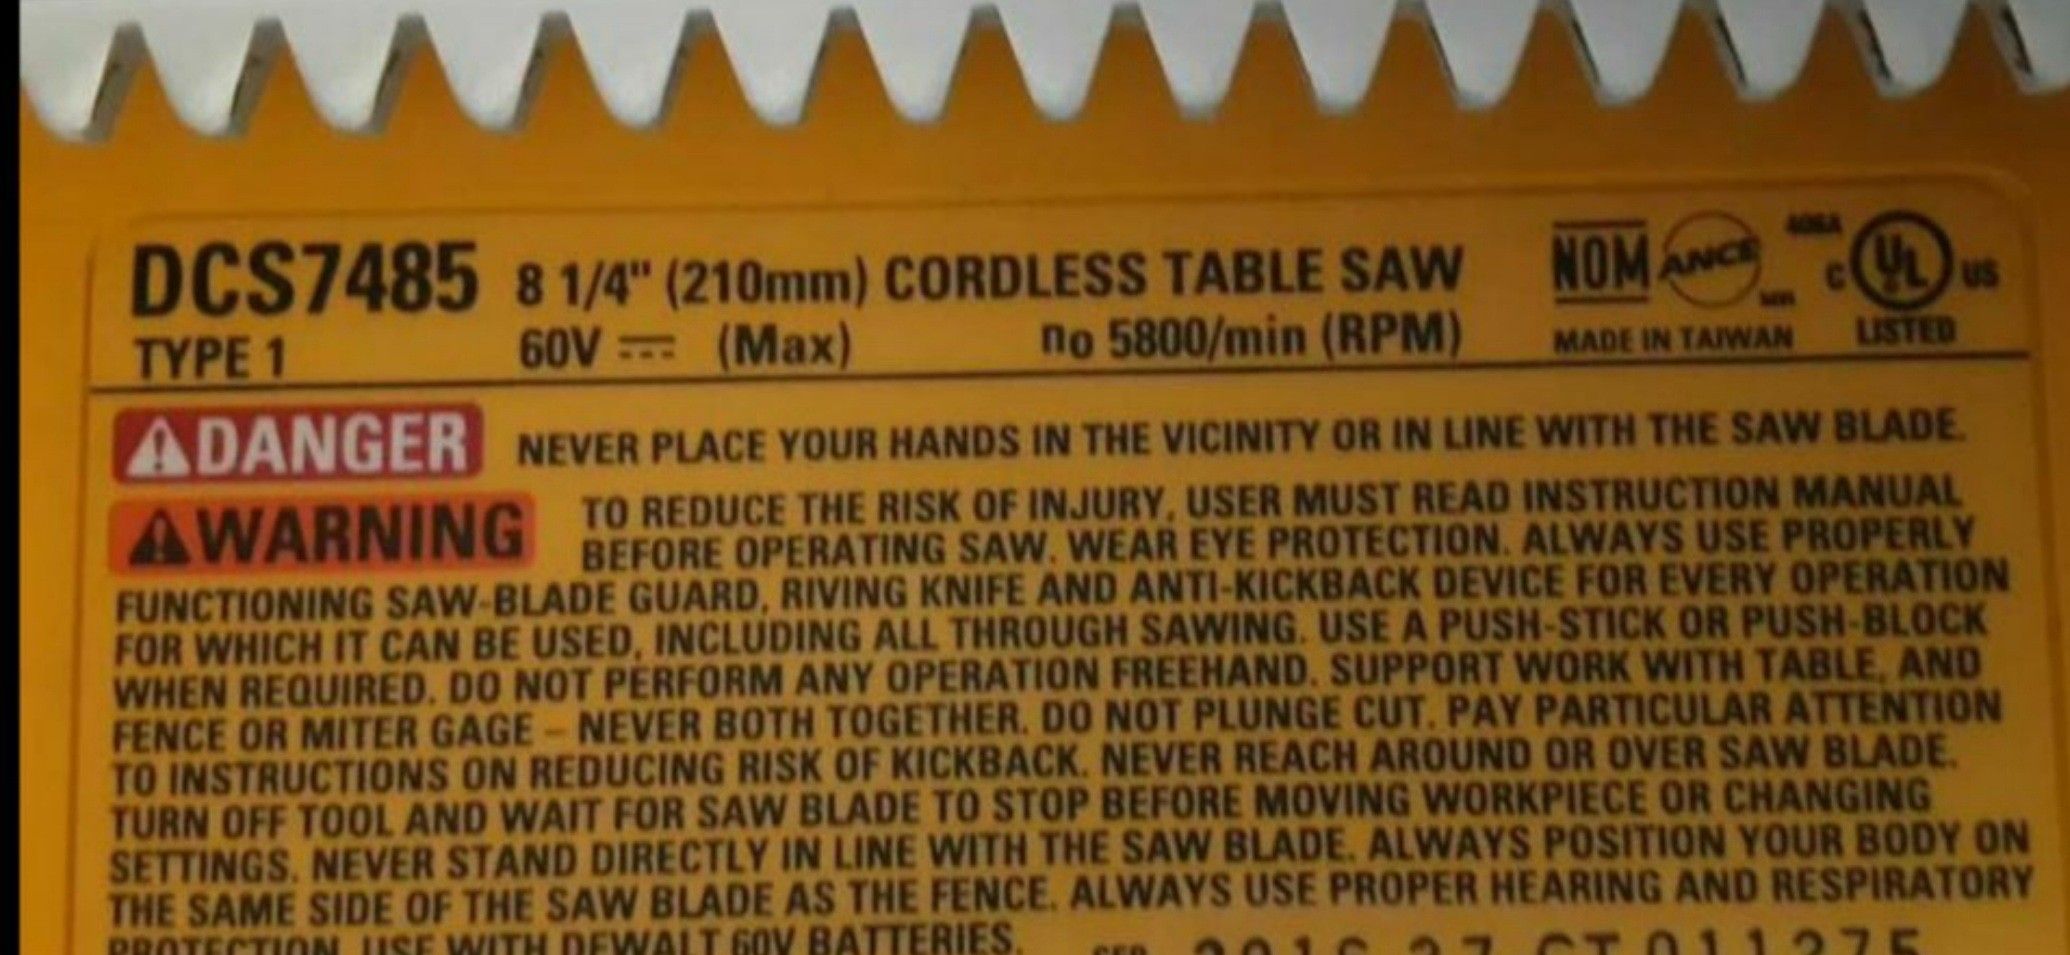 DCS7485 8 1/4" (210mm) CORDLESS TABLE SAW NOM ANCE C UL US
TYPE 1 60V ⎓ (Max) no 5800/min (RPM) MADE IN TAIWAN LISTED
DANGER NEVER PLACE YOUR HANDS IN THE VICINITY OR IN LINE WITH THE SAW BLADE.
WARNING TO REDUCE THE RISK OF INJURY, USER MUST READ INSTRUCTION MANUAL
BEFORE OPERATING SAW. WEAR EYE PROTECTION. ALWAYS USE PROPERLY
FUNCTIONING SAW-BLADE GUARD, RIVING KNIFE AND ANTI-KICKBACK DEVICE FOR EVERY OPERATION
FOR WHICH IT CAN BE USED, INCLUDING ALL THROUGH SAWING. USE A PUSH-STICK OR PUSH-BLOCK
WHEN REQUIRED. DO NOT PERFORM ANY OPERATION FREEHAND. SUPPORT WORK WITH TABLE, AND
FENCE OR MITER GAGE – NEVER BOTH TOGETHER. DO NOT PLUNGE CUT. PAY PARTICULAR ATTENTION
TO INSTRUCTIONS ON REDUCING RISK OF KICKBACK. NEVER REACH AROUND OR OVER SAW BLADE.
TURN OFF TOOL AND WAIT FOR SAW BLADE TO STOP BEFORE MOVING WORKPIECE OR CHANGING
SETTINGS. NEVER STAND DIRECTLY IN LINE WITH THE SAW BLADE. ALWAYS POSITION YOUR BODY ON
THE SAME SIDE OF THE SAW BLADE AS THE FENCE. ALWAYS USE PROPER HEARING AND RESPIRATORY
PROTECTION. USE WITH DEWALT 60V BATTERIES.